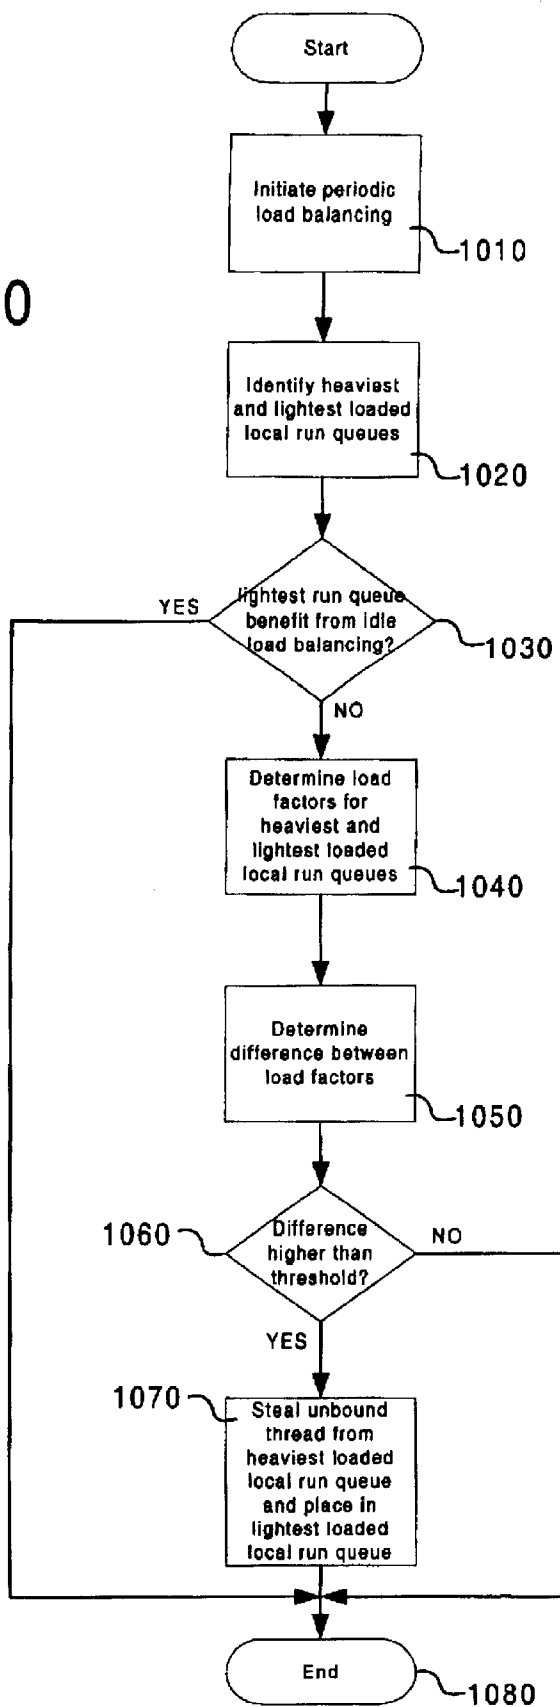 Start
Initiate periodic
load balancing
1010
0
Identify heaviest
and lightest loaded
local run queues
1020
lightest run queue
benefit from idle
load balancing?
YES
1030
NO
Determine load
factors for
heaviest and
lightest loaded
local run queues
1040
Determine
difference between
load factors
1050
1060
Difference
higher than
threshold?
NO
YES
1070
Steal unbound
thread from
heaviest loaded
local run queue
and place in
lightest loaded
local run queue
End
1080